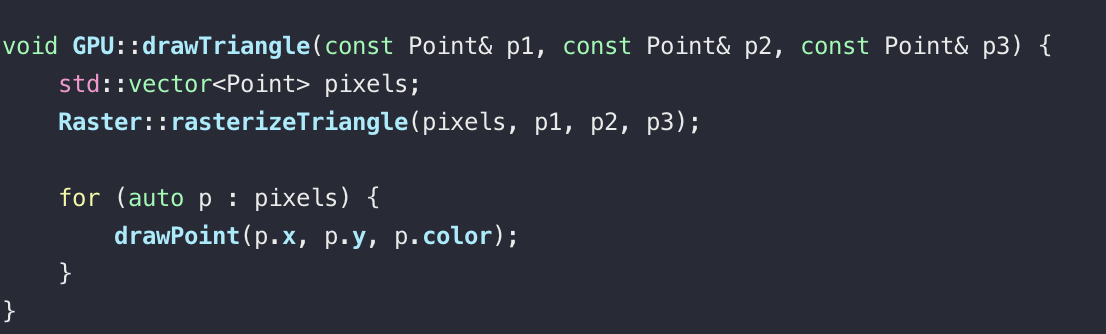 void GPU::drawTriangle(const Point& p1, const Point& p2, const Point& p3) {
    std::vector<Point> pixels;
    Raster::rasterizeTriangle(pixels, p1, p2, p3);

    for (auto p : pixels) {
        drawPoint(p.x, p.y, p.color);
    }
}